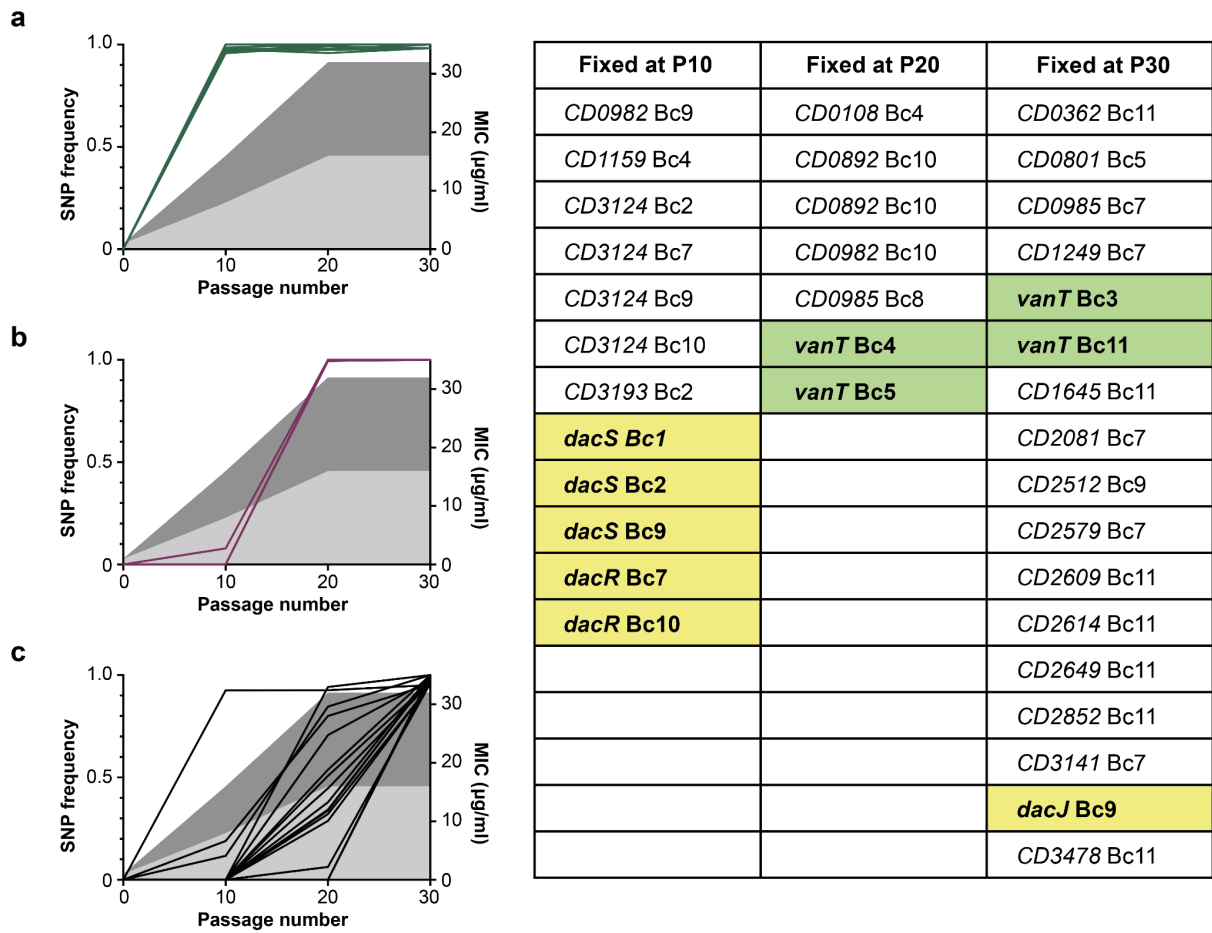 a
1.0
0.5
0
SNP frequency
0
10
20
30
Passage number
30
20
10
0
MIC (µg/ml)
b
1.0
0.5
0
SNP frequency
0
10
20
30
Passage number
30
20
10
0
MIC (µg/ml)
c
1.0
0.5
0
SNP frequency
0
10
20
30
Passage number
30
20
10
0
MIC (µg/ml)
Fixed at P10 Fixed at P20 Fixed at P30
CD0982 Bc9 CD0108 Bc4 CD0362 Bc11
CD1159 Bc4 CD0892 Bc10 CD0801 Bc5
CD3124 Bc2 CD0892 Bc10 CD0985 Bc7
CD3124 Bc7 CD0982 Bc10 CD1249 Bc7
CD3124 Bc9 CD0985 Bc8 vanT Bc3
CD3124 Bc10 vanT Bc4 vanT Bc11
CD3193 Bc2 vanT Bc5 CD1645 Bc11
dacS Bc1 CD2081 Bc7
dacS Bc2 CD2512 Bc9
dacS Bc9 CD2579 Bc7
dacR Bc7 CD2609 Bc11
dacR Bc10 CD2614 Bc11
CD2649 Bc11
CD2852 Bc11
CD3141 Bc7
dacJ Bc9
CD3478 Bc11